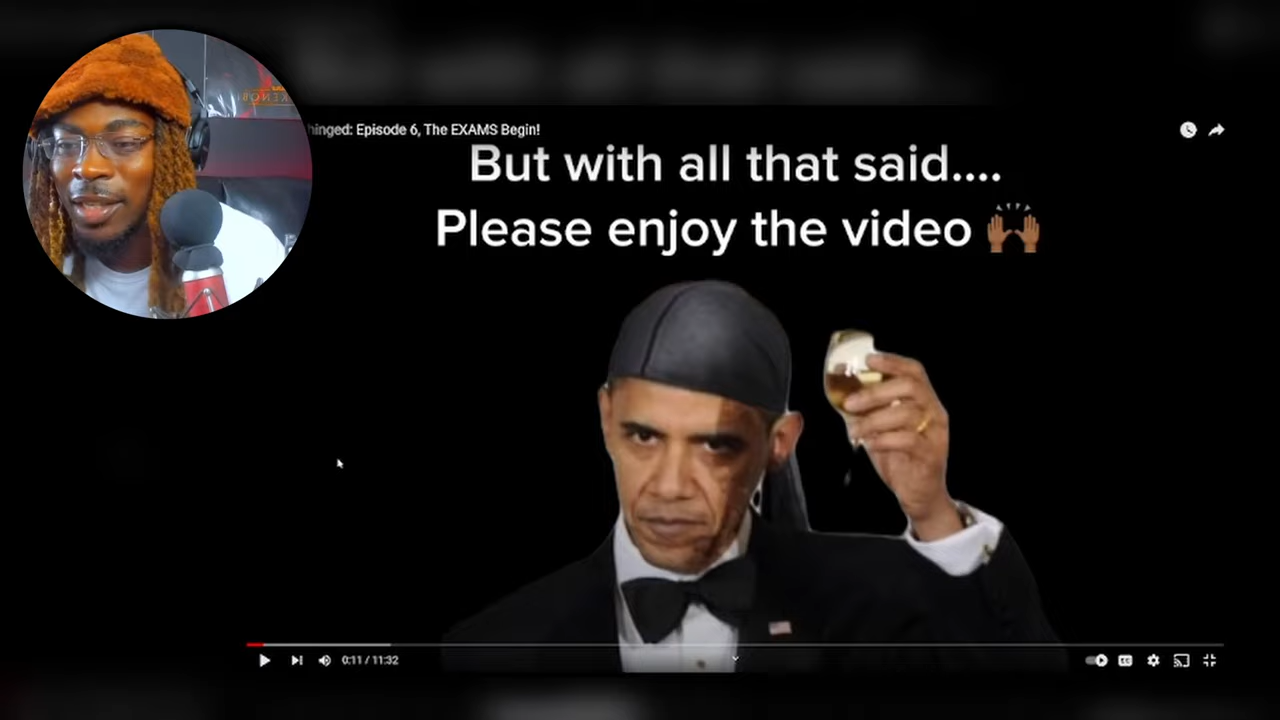 hinged: Episode 6, The EXAMS Begin!
But with all that said....
Please enjoy the video 🙌🏾
0:11 / 11:32